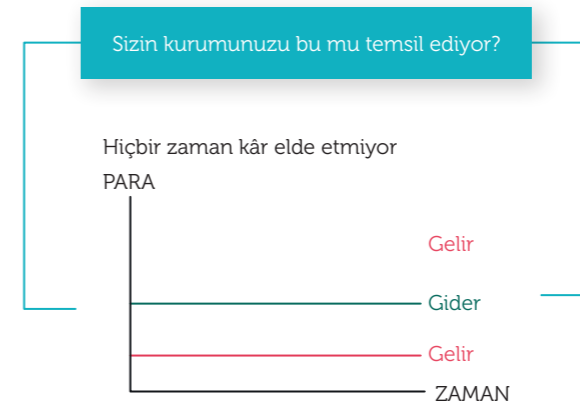 Sizin kurumunuzu bu mu temsil ediyor?
Hiçbir zaman kâr elde etmiyor
PARA
Gelir
Gider
Gelir
ZAMAN